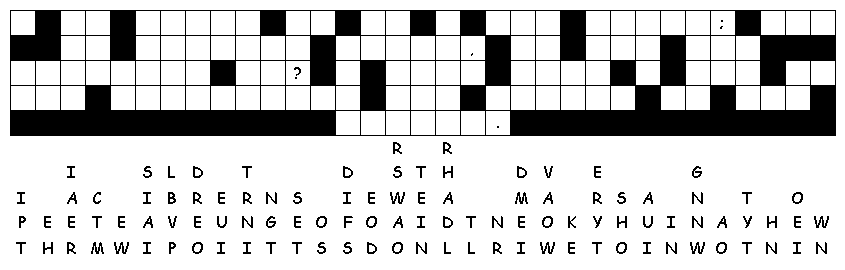 ;
,
?
.
R R
I S L D T D S T H D V E G
I A C I B R E R N S I E W E A M A R S A N T O
P E E T E A V E U N G E O F O A I D T N E O K Y H U I N A Y H E W
T H R M W I P O I I T T S S D O N L L R I W E T O I N W O T N I N